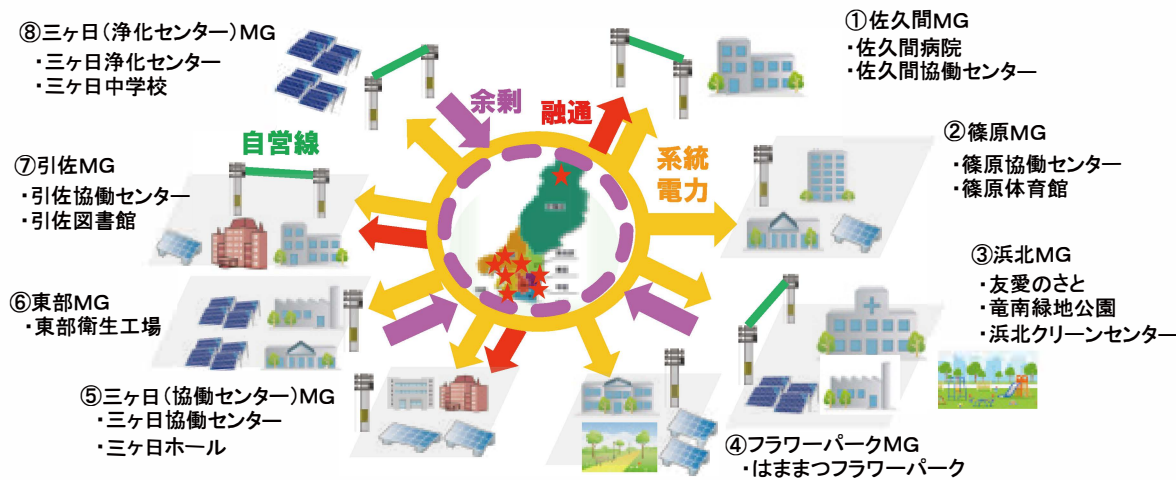 ⑧三ヶ日(浄化センター)MG
・三ヶ日浄化センター
・三ヶ日中学校
①佐久間MG
・佐久間病院
・佐久間協働センター
余剰
融通
自営線
系統
電力
②篠原MG
・篠原協働センター
・篠原体育館
⑦引佐MG
・引佐協働センター
・引佐図書館
③浜北MG
・友愛のさと
・竜南緑地公園
・浜北クリーンセンター
⑥東部MG
・東部衛生工場
⑤三ヶ日(協働センター)MG
・三ヶ日協働センター
・三ヶ日ホール
④フラワーパークMG
・はままつフラワーパーク